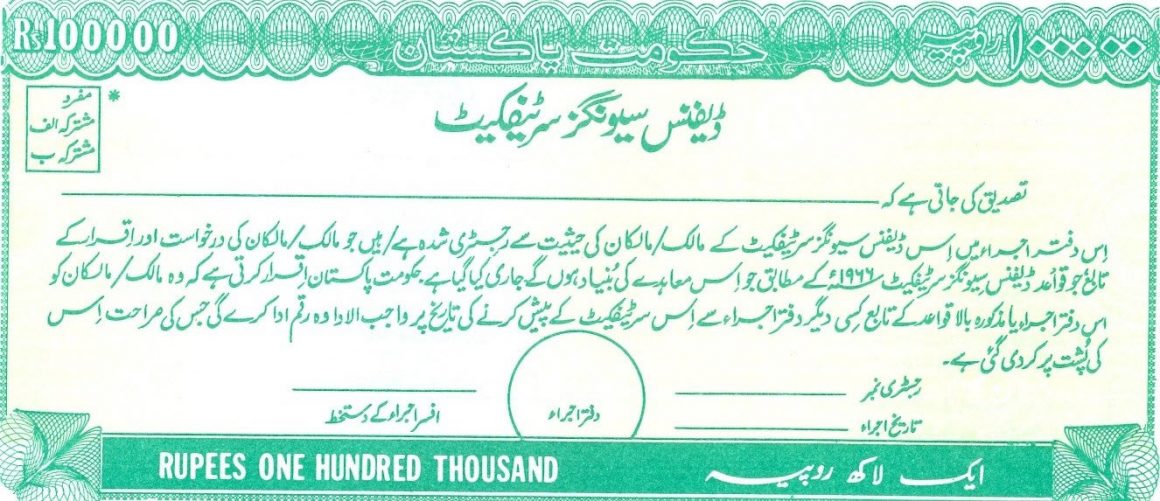 Rs100000
حکومت پاکستان
۱۰۰۰۰۰ روپیہ
* مفرد
مشترکہ الف
مشترکہ ب
ڈیفنس سیونگز سرٹیفکیٹ
تصدیق کی جاتی ہے کہ
اس دفتر اجراء میں اِس ڈیفنس سیونگز سرٹیفکیٹ کے مالک/مالکان کی حیثیت سے رجسٹری شدہ ہے/ہیں جو مالک/مالکان کی درخواست اور اقرار کے
تابع جو قواعد ڈیفنس سیونگز سرٹیفکیٹ ۱۹۶۶ء کے مطابق جو اِس معاہدے کی بُنیاد ہوں گے جاری کیا گیا ہے حکومت پاکستان اِقرار کرتی ہے کہ وہ مالک/مالکان کو
اس دفتر اجراء یا مذکورہ بالا قواعد کے تابع کسی دیگر دفتر اجراء سے اِس سرٹیفکیٹ کے پیش کرنے کی تاریخ پر واجب الادا وہ رقم ادا کرے گی جس کی صراحت اِس
کی پُشت پر کر دی گئی ہے۔
رجسٹری نمبر
تاریخ اجراء
دفتر اجراء
افسر اجراء کے دستخط
RUPEES ONE HUNDRED THOUSAND
ایک لاکھ روپیہ